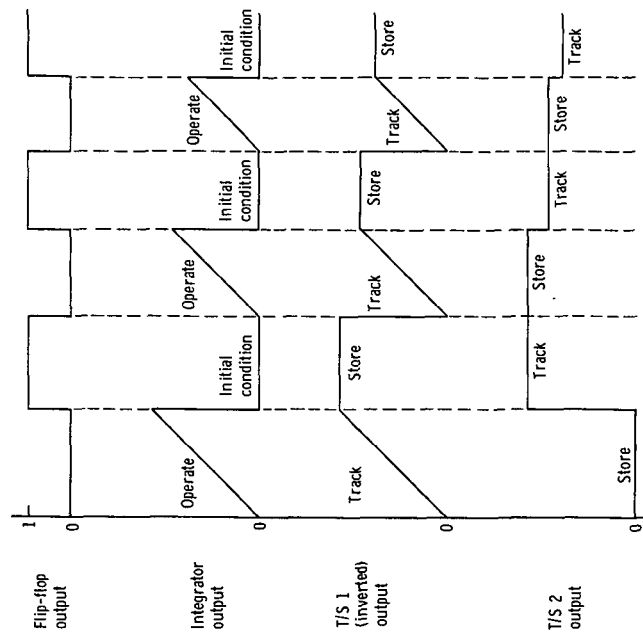 Flip-flop
output
1
0
Integrator
output
0
Operate
Initial
condition
Operate
Initial
condition
Operate
Initial
condition
T/S 1
(inverted)
output
0
Track
Store
Track
Store
Track
Store
T/S 2
output
0
Store
Track
Store
Track
Store
Track